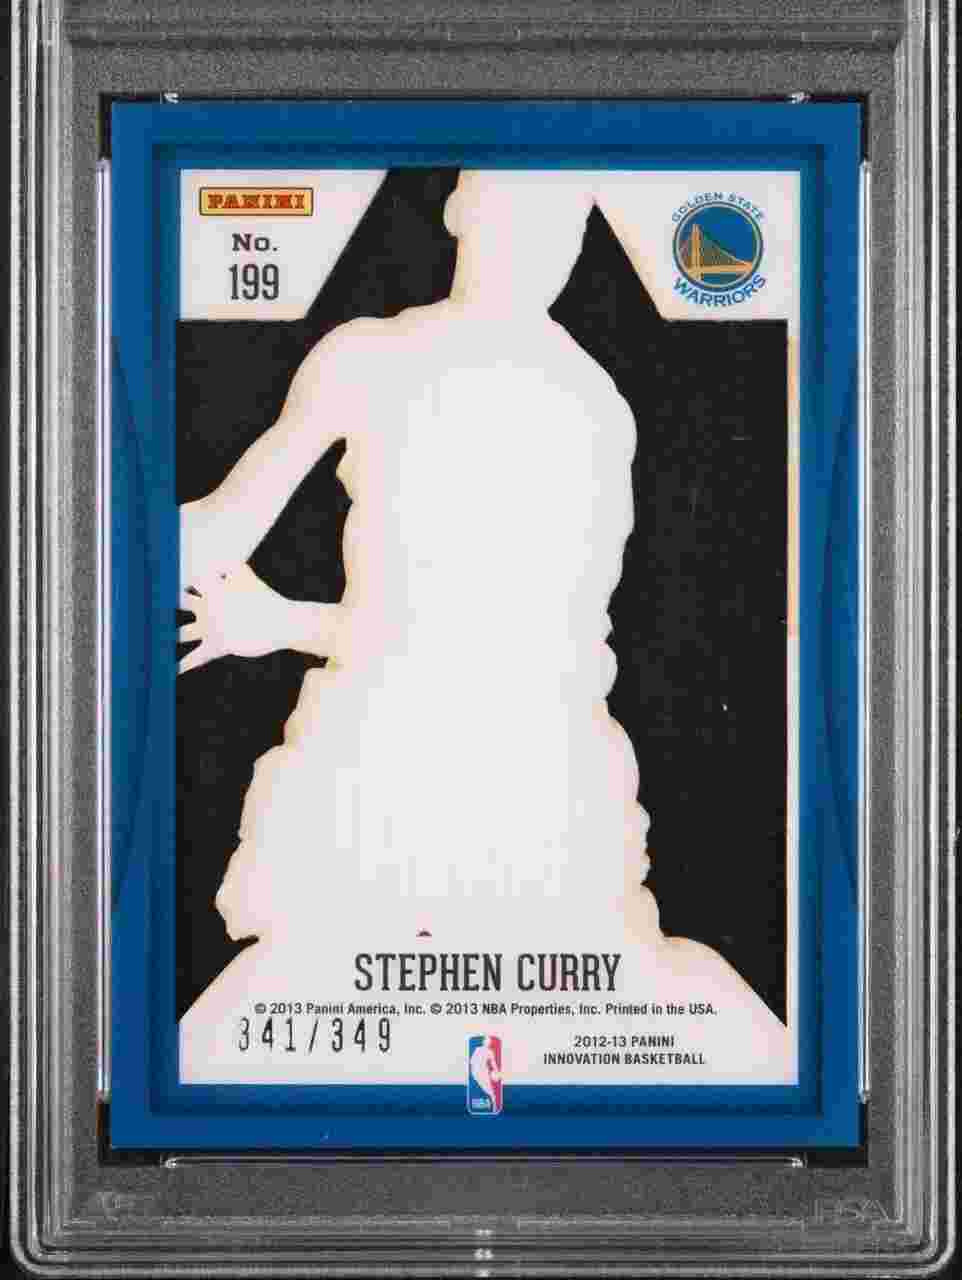 PANINI
No.
199
GOLDEN STATE
WARRIORS
STEPHEN CURRY
© 2013 Panini America, Inc. © 2013 NBA Properties, Inc. Printed in the USA.
341/349
2012-13 PANINI
INNOVATION BASKETBALL
NBA
PSA